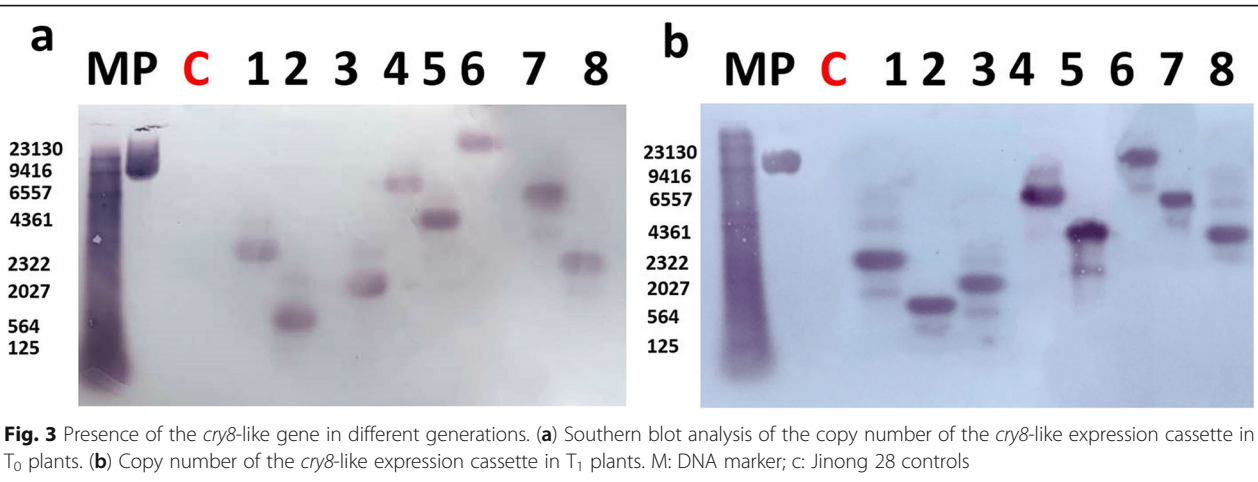 a
MP C 1 2 3 4 5 6 7 8
23130
9416
6557
4361
2322
2027
564
125
b
MP C 1 2 3 4 5 6 7 8
23130
9416
6557
4361
2322
2027
564
125
Fig. 3 Presence of the cry8-like gene in different generations. (a) Southern blot analysis of the copy number of the cry8-like expression cassette in
T0 plants. (b) Copy number of the cry8-like expression cassette in T1 plants. M: DNA marker; c: Jinong 28 controls